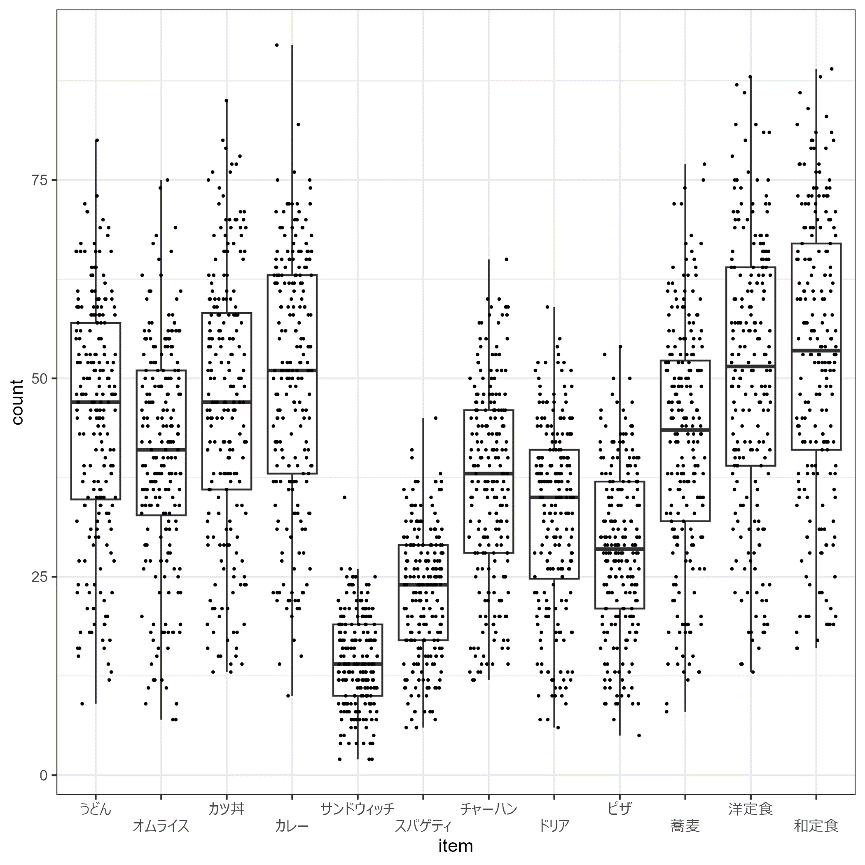 75
50
25
0
count
うどん
オムライス
カツ丼
カレー
サンドウィッチ
スパゲティ
チャーハン
ドリア
ピザ
蕎麦
洋定食
和定食
item